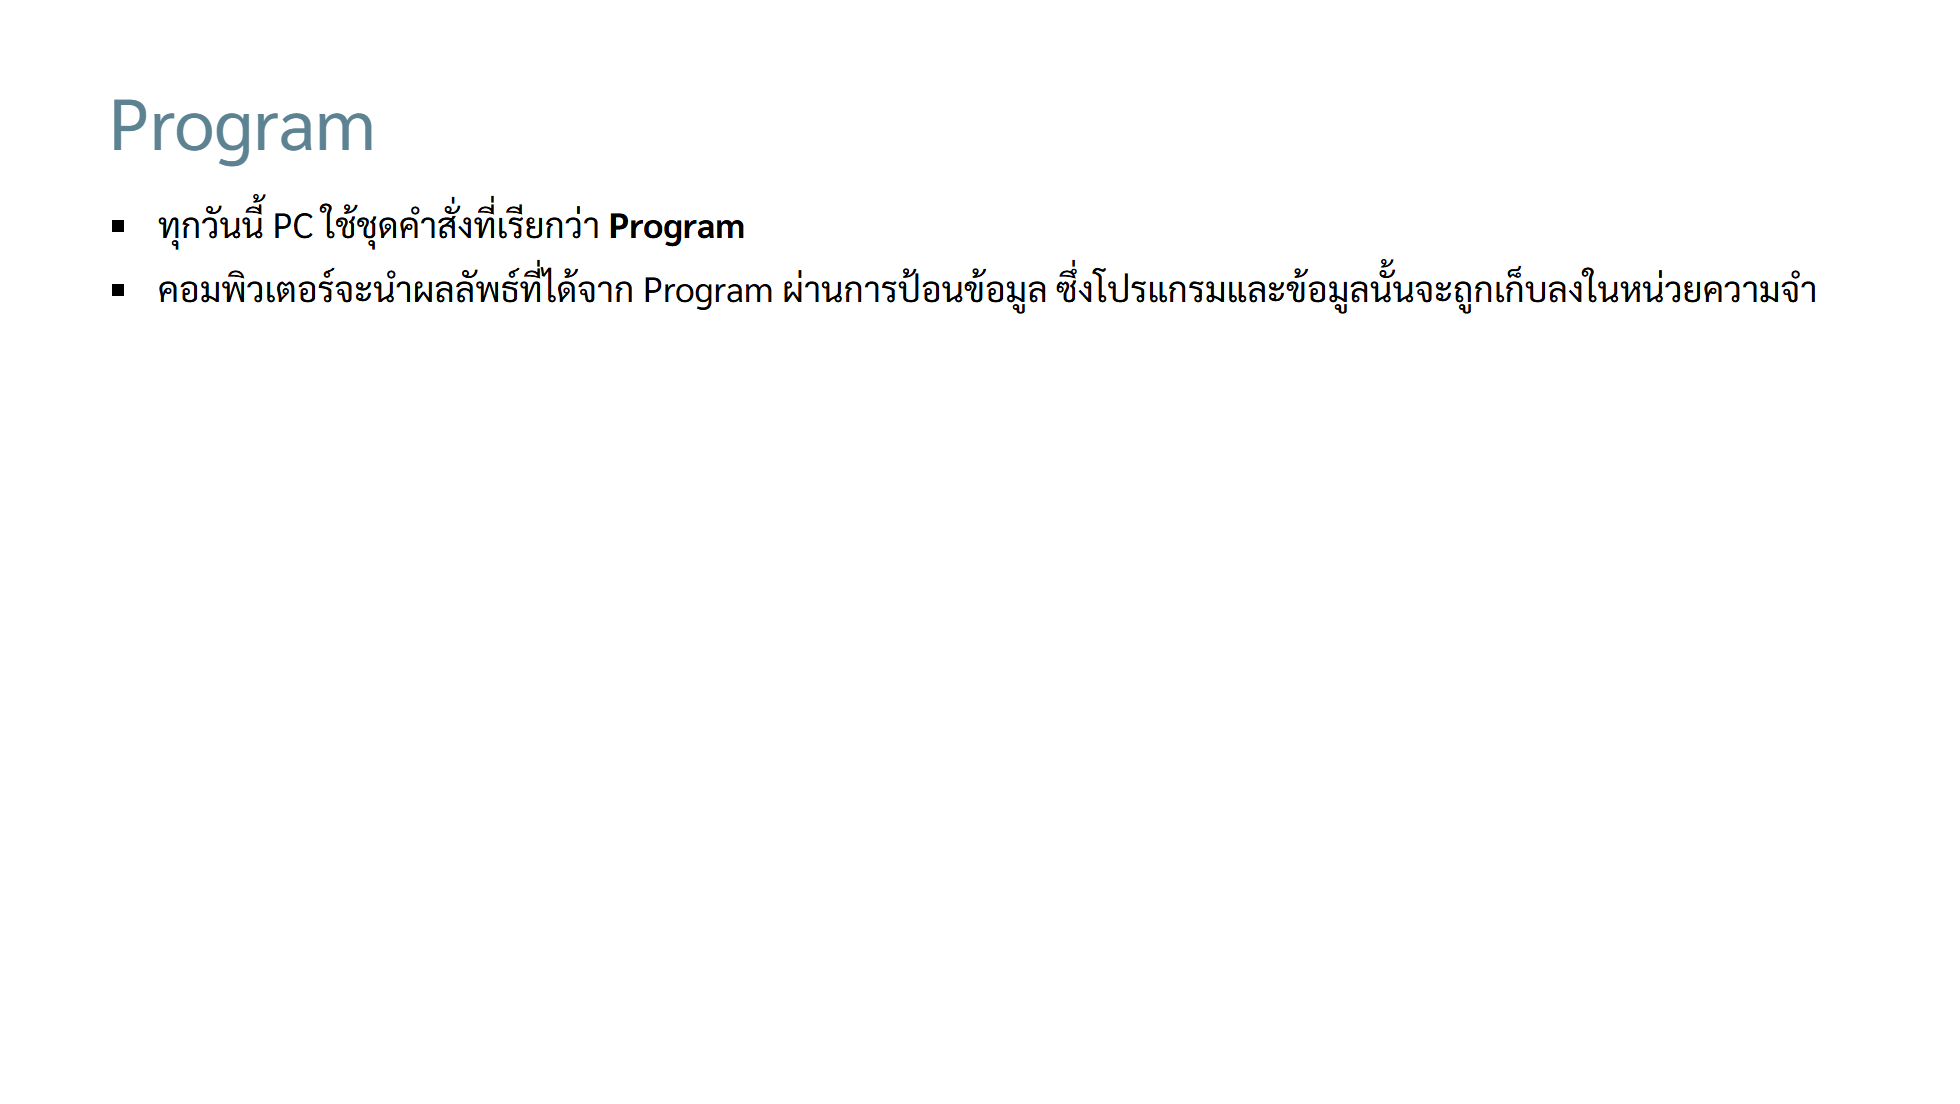 Program
▪ ทุกวันนี้ PC ใช้ชุดคำสั่งที่เรียกว่า Program
▪ คอมพิวเตอร์จะนำผลลัพธ์ที่ได้จาก Program ผ่านการป้อนข้อมูล ซึ่งโปรแกรมและข้อมูลนั้นจะถูกเก็บลงในหน่วยความจำ